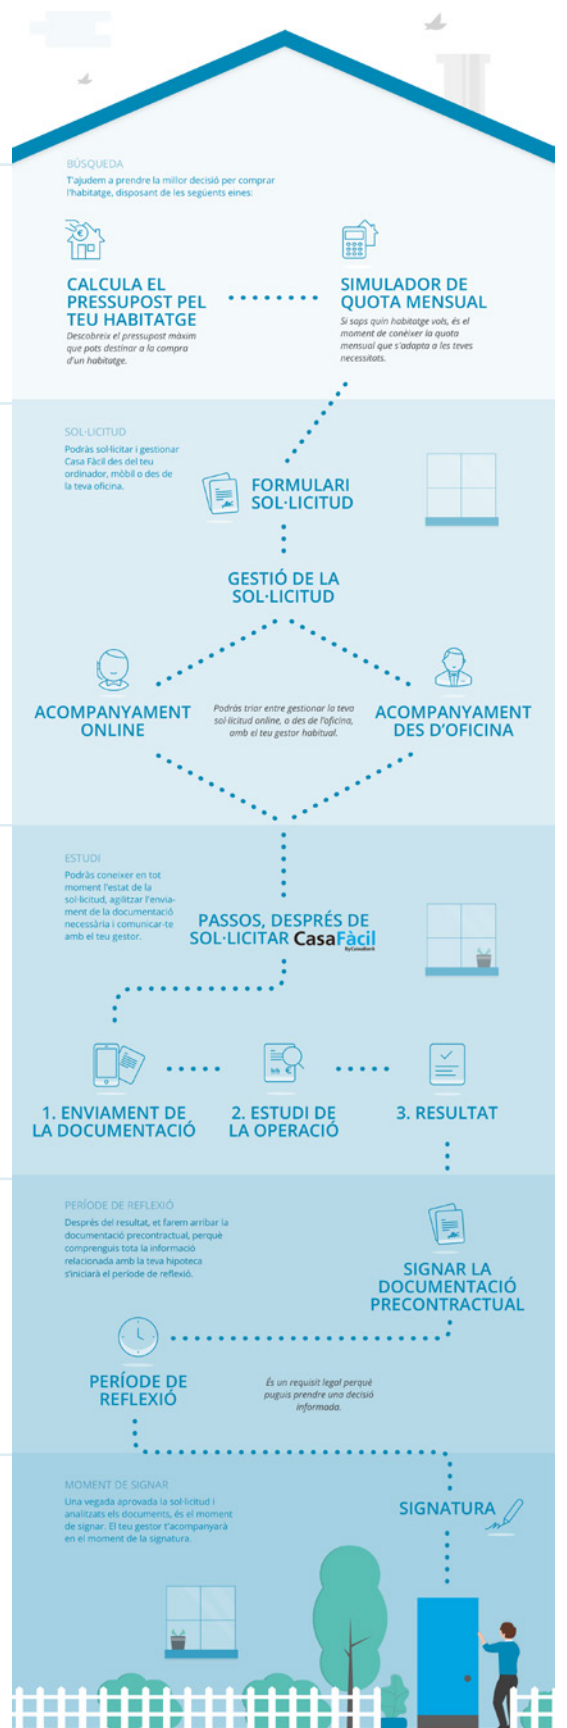 BÚSQUEDA
T'ajudem a prendre la millor decisió per comprar
l'habitatge, disposant de les següents eines:
CALCULA EL
PRESSUPOST PEL
TEU HABITATGE
Descobreix el pressupost màxim
que pots destinar a la compra
d'un habitatge.
SIMULADOR DE
QUOTA MENSUAL
Si saps quin habitatge vols, és el
moment de conèixer la quota
mensual que s'adapta a les teves
necessitats.
SOL·LICITUD
Podràs sol·licitar i gestionar
Casa Fàcil des del teu
ordinador, mòbil o des de
la teva oficina.
FORMULARI
SOL·LICITUD
GESTIÓ DE LA
SOL·LICITUD
ACOMPANYAMENT
ONLINE
Podràs triar entre gestionar la teva
sol·licitud online, o des de l'oficina,
amb el teu gestor habitual.
ACOMPANYAMENT
DES D'OFICINA
ESTUDI
Podràs coneixer en tot
moment l'estat de la
sol·licitud, agilitzar l'envia-
ment de la documentació
necessària i comunicar-te
amb el teu gestor.
PASSOS, DESPRÉS DE
SOL·LICITAR CasaFàcil
by CaixaBank
1. ENVIAMENT DE
LA DOCUMENTACIÓ
2. ESTUDI DE
LA OPERACIÓ
3. RESULTAT
PERÍODE DE REFLEXIÓ
Després del resultat, et farem arribar la
documentació precontractual, perquè
comprenguis tota la informació
relacionada amb la teva hipoteca
s'iniciarà el període de reflexió.
SIGNAR LA
DOCUMENTACIÓ
PRECONTRACTUAL
PERÍODE DE
REFLEXIÓ
És un requisit legal perquè
puguis prendre una decisió
informada.
MOMENT DE SIGNAR
Una vegada aprovada la sol·licitud i
analitzats els documents, és el moment
de signar. El teu gestor t'acompanyarà
en el moment de la signatura.
SIGNATURA